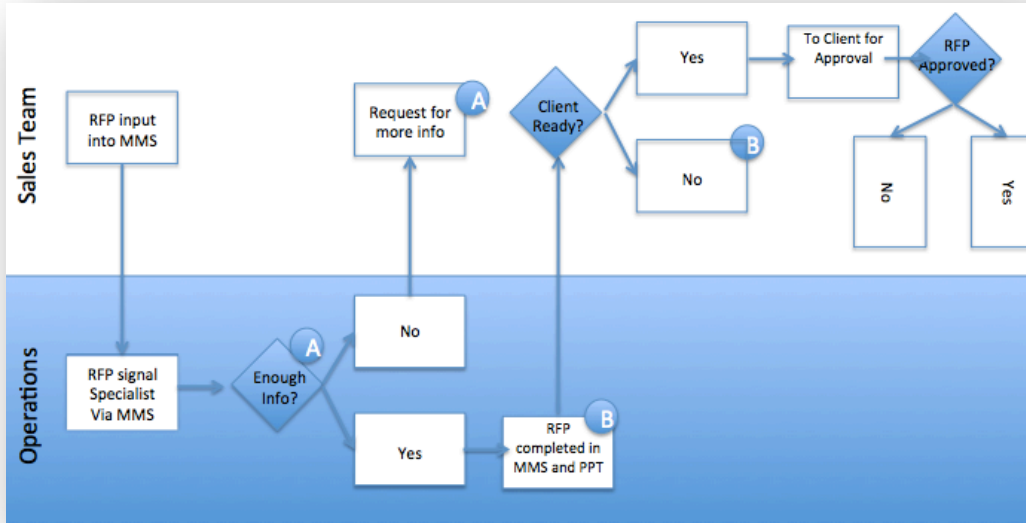 Sales Team
RFP input
into MMS
Request for
more info
A
Client
Ready?
Yes
No
B
To Client for
Approval
RFP
Approved?
No
Yes
Operations
RFP signal
Specialist
Via MMS
Enough
Info?
A
No
Yes
RFP
completed in
MMS and PPT
B